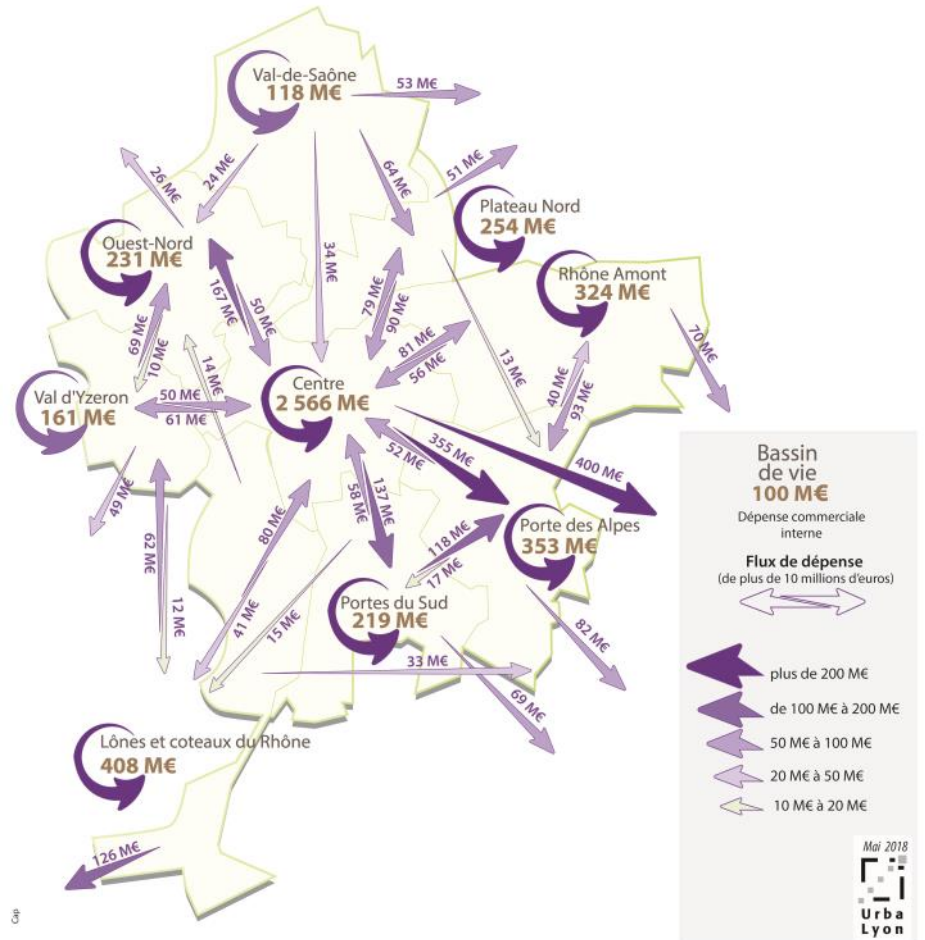 Val-de-Saône
118 M€
53 M€
26 M€
24 M€
64 M€
51 M€
Plateau Nord
254 M€
Ouest-Nord
231 M€
34 M€
Rhône Amont
324 M€
167 M€
50 M€
79 M€
90 M€
69 M€
10 M€
14 M€
81 M€
56 M€
13 M€
70 M€
Val d'Yzeron
161 M€
50 M€
61 M€
Centre
2 566 M€
40 M€
93 M€
355 M€
52 M€
400 M€
49 M€
62 M€
12 M€
80 M€
41 M€
137 M€
58 M€
15 M€
118 M€
17 M€
Porte des Alpes
353 M€
Portes du Sud
219 M€
82 M€
33 M€
69 M€
Lônes et coteaux du Rhône
408 M€
126 M€
Cap
Bassin
de vie
100 M€
Dépense commerciale
interne
Flux de dépense
(de plus de 10 millions d'euros)
plus de 200 M€
de 100 M€ à 200 M€
50 M€ à 100 M€
20 M€ à 50 M€
10 M€ à 20 M€
Mai 2018
Urba
Lyon